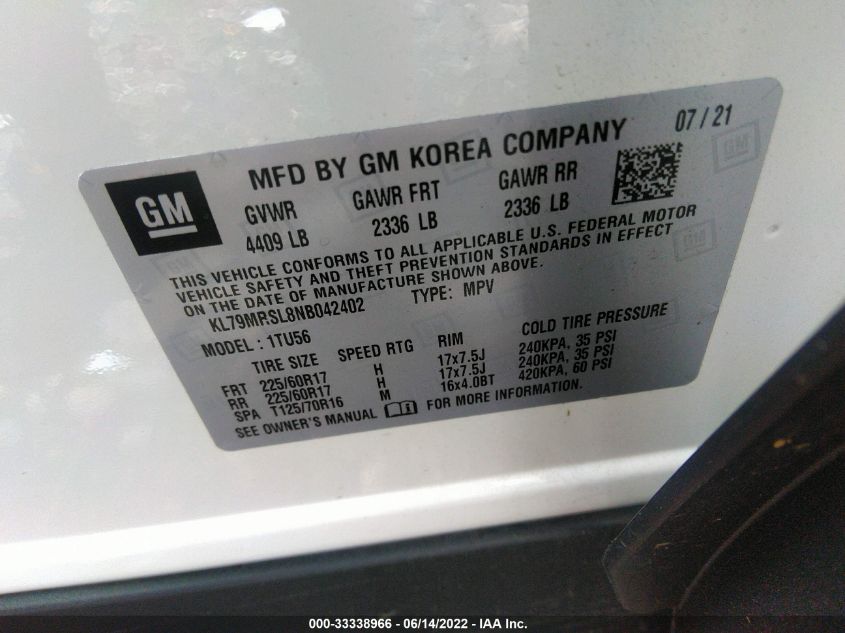 MFD BY GM KOREA COMPANY 07 / 21
GM
GVWR GAWR FRT GAWR RR
4409 LB 2336 LB 2336 LB
GM
THIS VEHICLE CONFORMS TO ALL APPLICABLE U.S. FEDERAL MOTOR
VEHICLE SAFETY AND THEFT PREVENTION STANDARDS IN EFFECT
ON THE DATE OF MANUFACTURE SHOWN ABOVE.
KL79MRSL8NB042402 TYPE: MPV
MODEL : 1TU56
TIRE SIZE SPEED RTG RIM COLD TIRE PRESSURE
FRT 225/60R17 H 17x7.5J 240KPA, 35 PSI
RR 225/60R17 H 17x7.5J 240KPA, 35 PSI
SPA T125/70R16 M 16x4.0BT 420KPA, 60 PSI
SEE OWNER'S MANUAL FOR MORE INFORMATION.
000-33338966 - 06/14/2022 - IAA Inc.